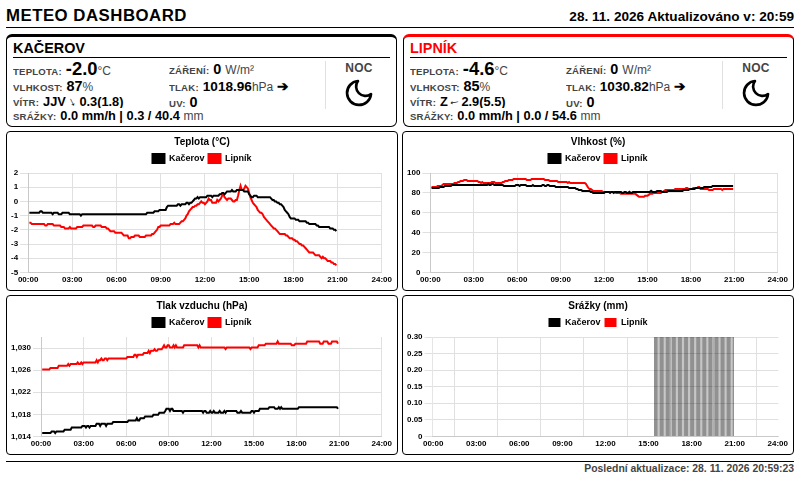 METEO DASHBOARD
28. 11. 2026 Aktualizováno v: 20:59
KAČEROV
TEPLOTA: -2.0°C
ZÁŘENÍ: 0 W/m²
NOC
VLHKOST: 87%
TLAK: 1018.96hPa ➔
VÍTR: JJV → 0.3(1.8)
UV: 0
SRÁŽKY: 0.0 mm/h | 0.3 / 40.4 mm
LIPNÍK
TEPLOTA: -4.6°C
ZÁŘENÍ: 0 W/m²
NOC
VLHKOST: 85%
TLAK: 1030.82hPa ➔
VÍTR: Z → 2.9(5.5)
UV: 0
SRÁŽKY: 0.0 mm/h | 0.0 / 54.6 mm
Teplota (°C)
Kačerov Lipník
2
1
0
-1
-2
-3
-4
-5
00:00 03:00 06:00 09:00 12:00 15:00 18:00 21:00 24:00
Vlhkost (%)
Kačerov Lipník
100
80
60
40
20
0
00:00 03:00 06:00 09:00 12:00 15:00 18:00 21:00 24:00
Tlak vzduchu (hPa)
Kačerov Lipník
1,030
1,026
1,022
1,018
1,014
00:00 03:00 06:00 09:00 12:00 15:00 18:00 21:00 24:00
Srážky (mm)
Kačerov Lipník
0.30
0.25
0.20
0.15
0.10
0.05
0
00:00 03:00 06:00 09:00 12:00 15:00 18:00 21:00 24:00
Poslední aktualizace: 28. 11. 2026 20:59:23